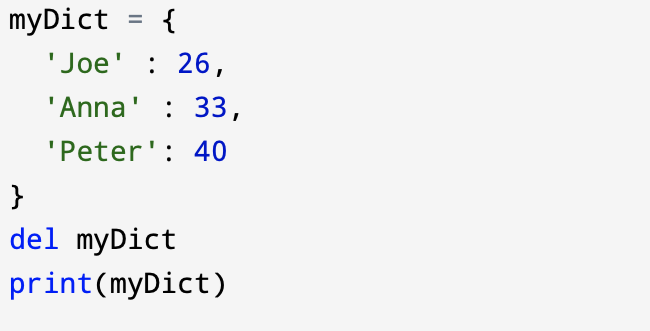 myDict = {
  'Joe' : 26,
  'Anna' : 33,
  'Peter': 40
}
del myDict
print(myDict)